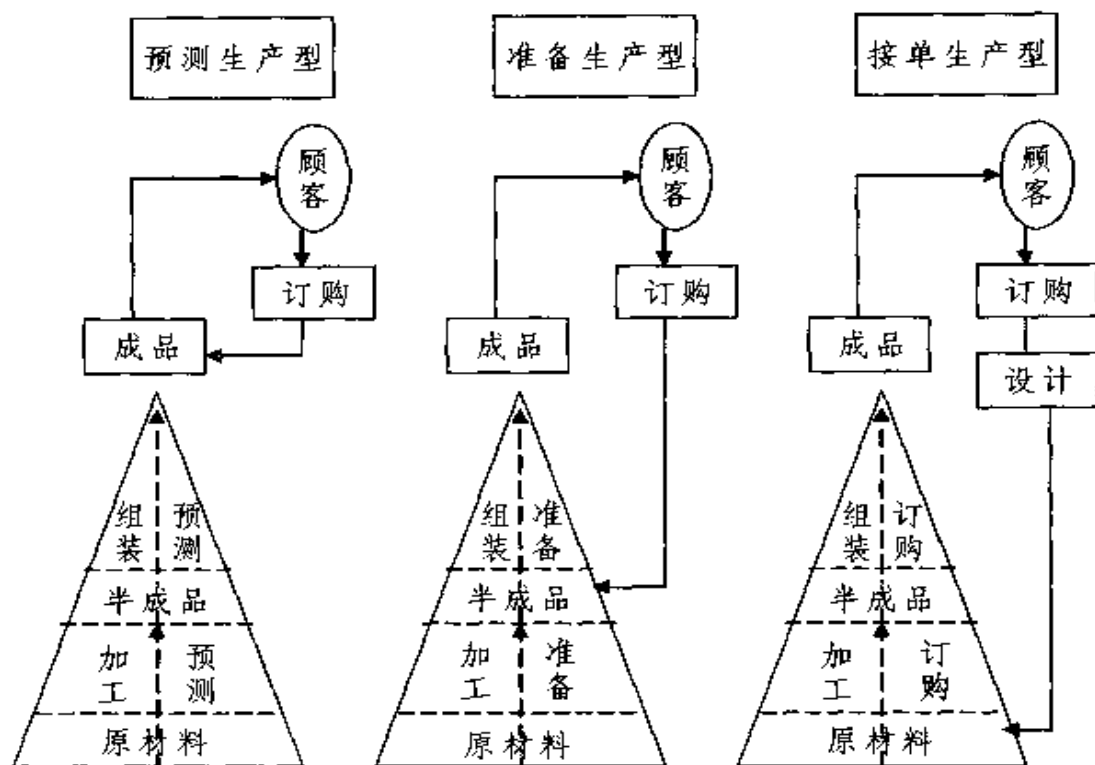 预测生产型
顾客
订购
成品
组装 预测
半成品
加工 预测
原材料
准备生产型
顾客
订购
成品
组装 准备
半成品
加工 准备
原材料
接单生产型
顾客
订购
设计
成品
组装 订购
半成品
加工 订购
原材料